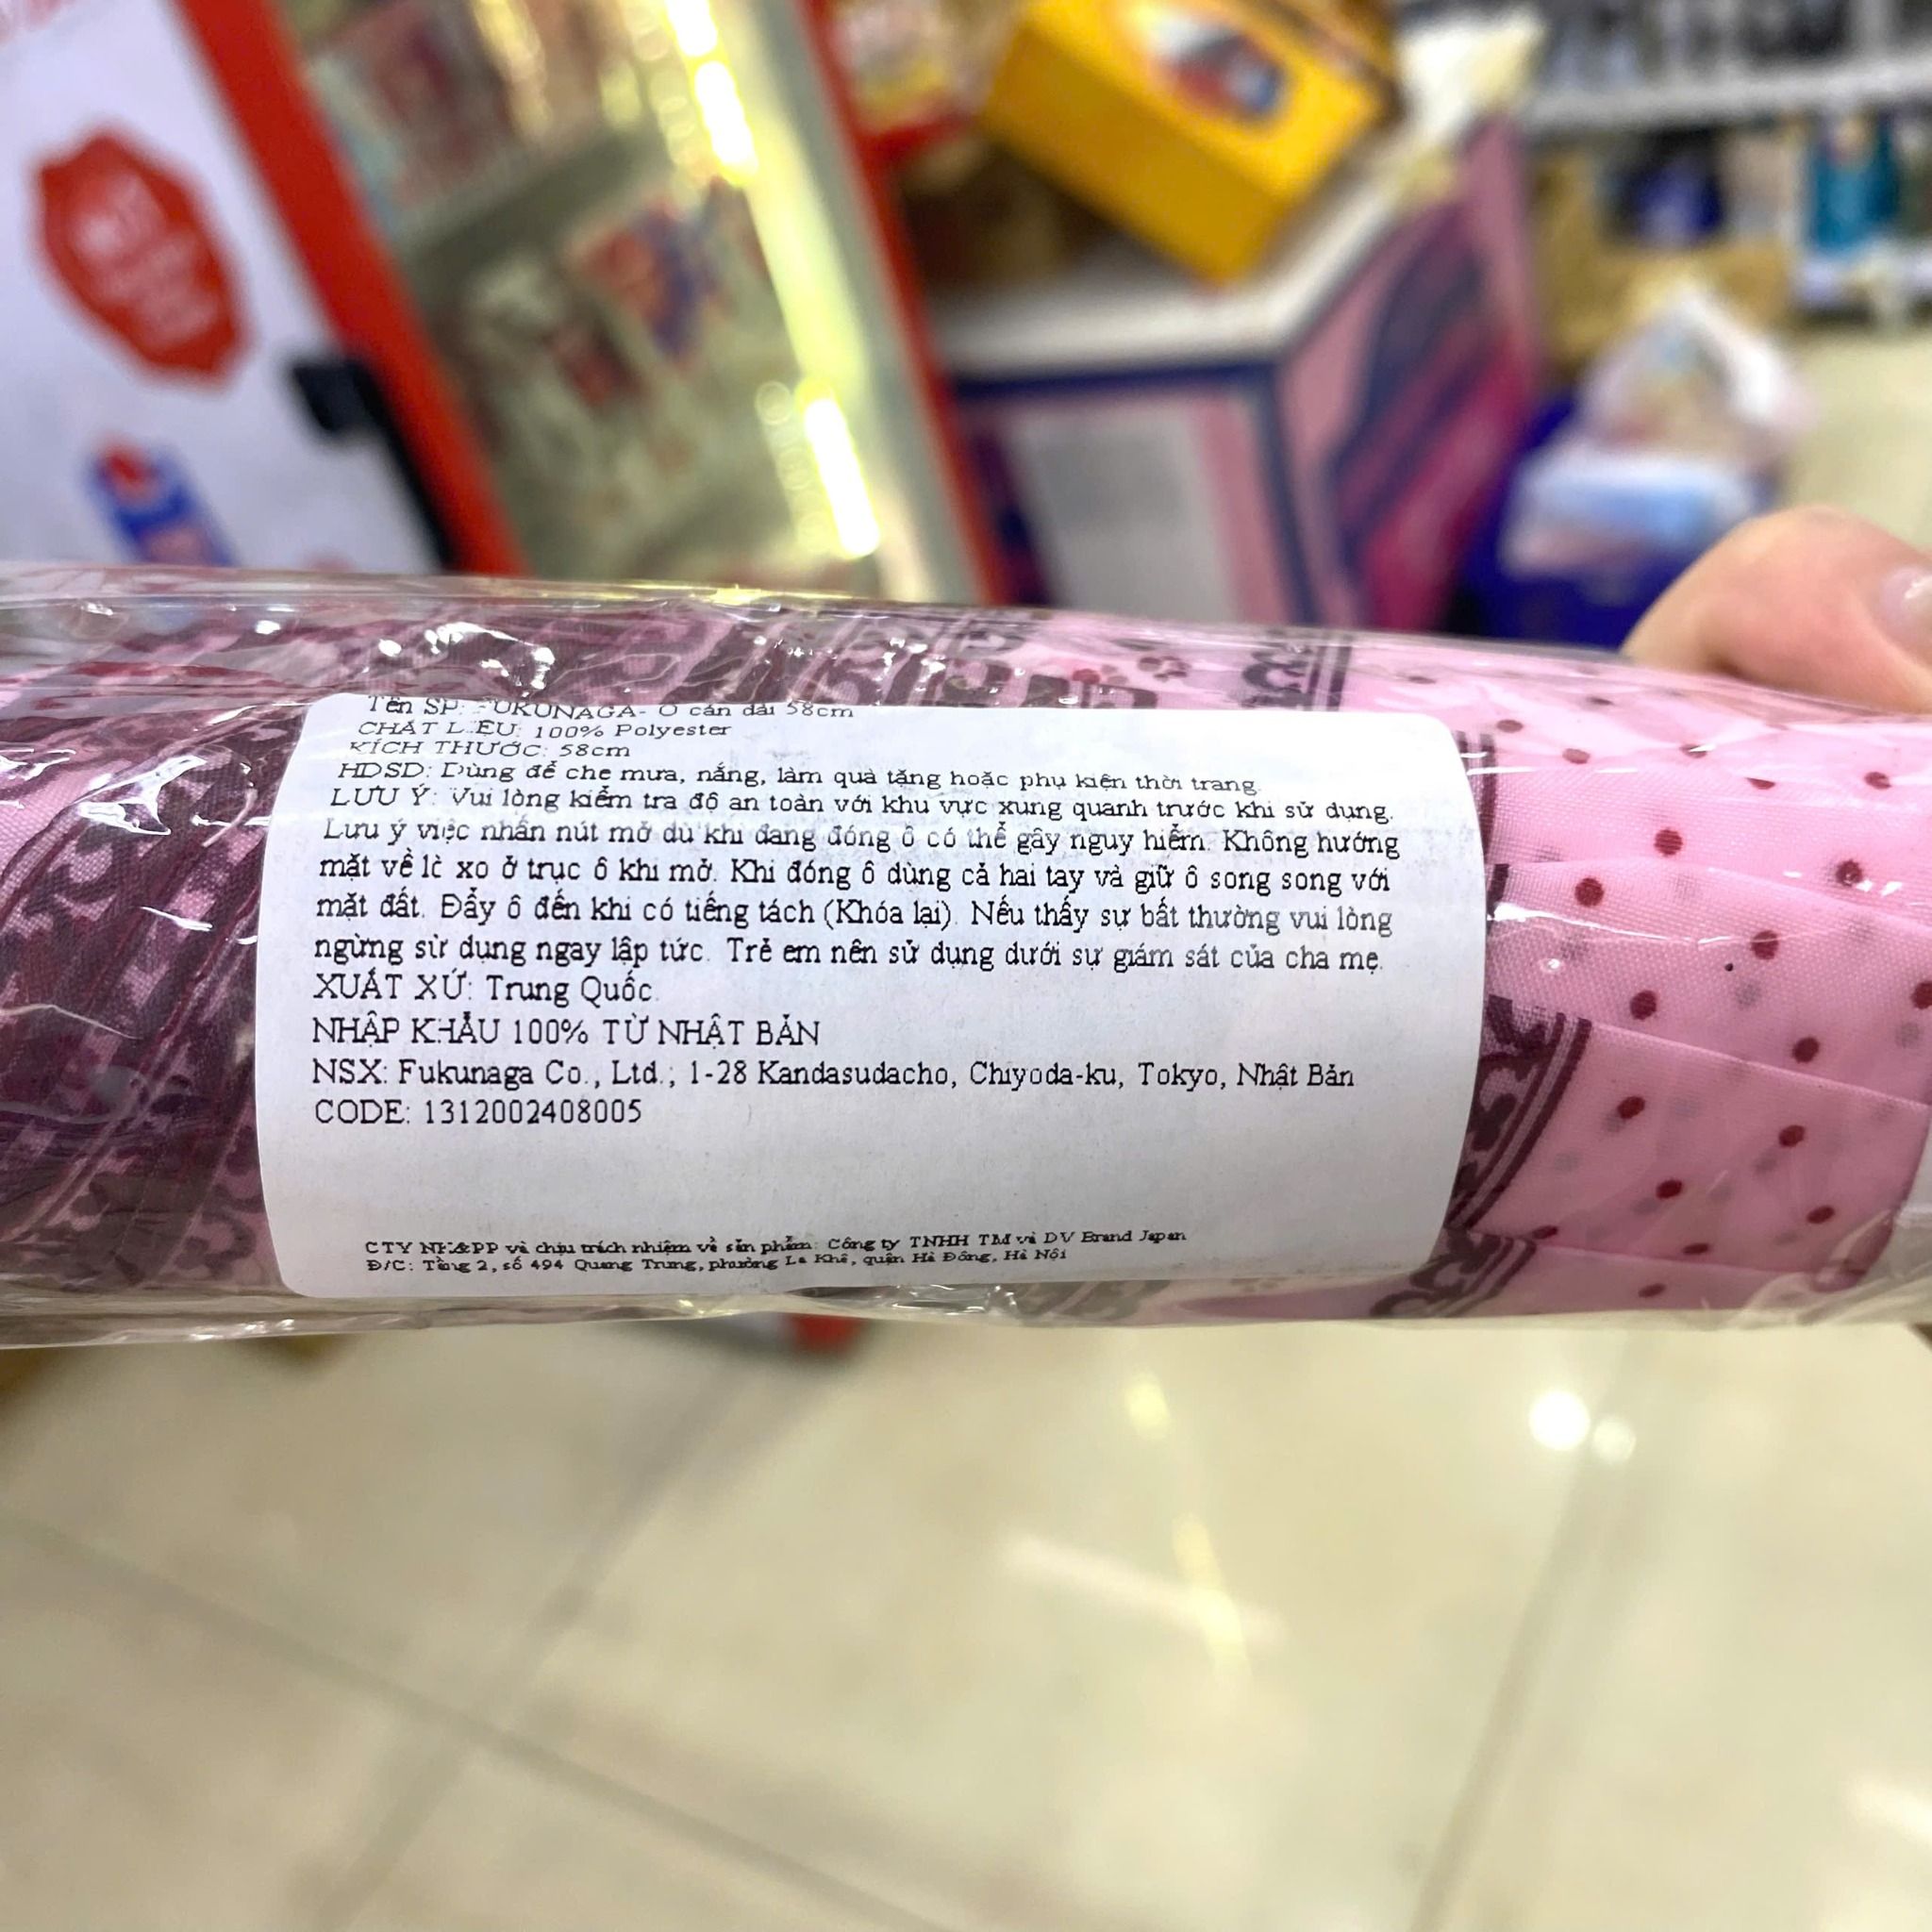 Tên SP: FUKUNAGA- Ô cán dài 58cm
CHẤT LIỆU: 100% Polyester
KÍCH THƯỚC: 58cm
HDSD: Dùng để che mưa, nắng, làm quà tặng hoặc phụ kiện thời trang.
LƯU Ý: Vui lòng kiểm tra độ an toàn với khu vực xung quanh trước khi sử dụng.
Lưu ý việc nhấn nút mở dù khi đang đóng ô có thể gây nguy hiểm. Không hướng
mặt về lò xo ở trục ô khi mở. Khi đóng ô dùng cả hai tay và giữ ô song song với
mặt đất. Đẩy ô đến khi có tiếng tách (Khóa lại). Nếu thấy sự bất thường vui lòng
ngừng sử dụng ngay lập tức. Trẻ em nên sử dụng dưới sự giám sát của cha mẹ.
XUẤT XỨ: Trung Quốc.
NHẬP KHẨU 100% TỪ NHẬT BẢN
NSX: Fukunaga Co., Ltd.; 1-28 Kandasudacho, Chiyoda-ku, Tokyo, Nhật Bản
CODE: 1312002408005
CTY NK&PP và chịu trách nhiệm về sản phẩm: Công ty TNHH TM và DV Brand Japan
Đ/C: Tầng 2, số 494 Quang Trung, phường La Khê, quận Hà Đông, Hà Nội